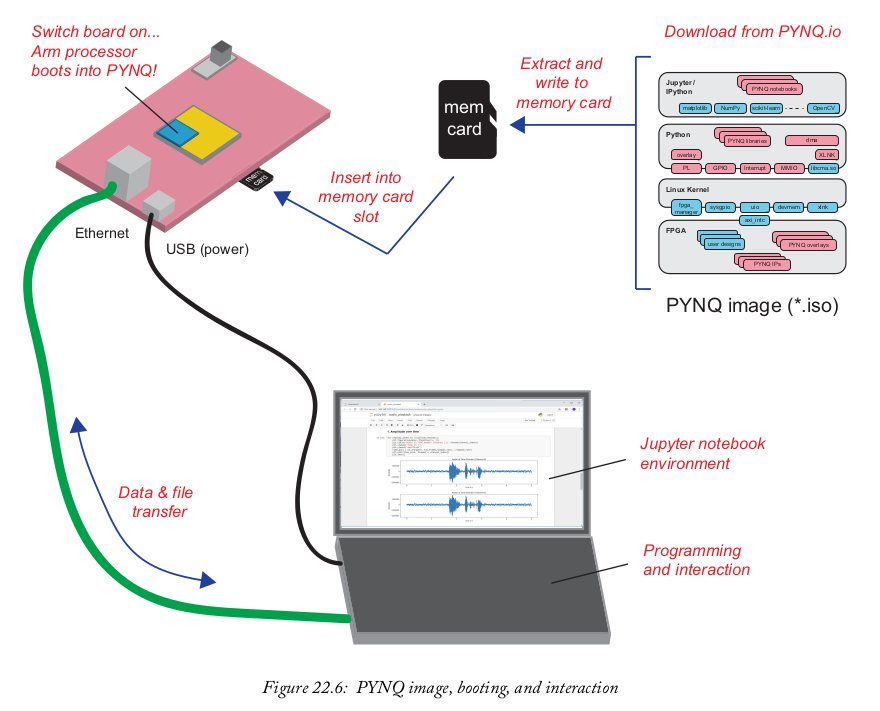 Switch board on...
Arm processor
boots into PYNQ!
Download from PYNQ.io
Extract and
write to
memory card
mem
card
mem
card
Insert into
memory card
slot
Ethernet
USB (power)
Jupyter /
IPython
PYNQ notebooks
matplotlib
NumPy
scikit-learn
OpenCV
Python
PYNQ libraries
overlay
XLNK
PL
GPIO
Interrupt
MMIO
libcma.so
Linux Kernel
fpga_
manager
sysgpio
uio
devmem
xlnk
axi_intc
FPGA
user designs
PYNQ overlays
PYNQ IPs
PYNQ image (*.iso)
Data & file
transfer
Jupyter notebook
environment
Programming
and interaction
Figure 22.6: PYNQ image, booting, and interaction